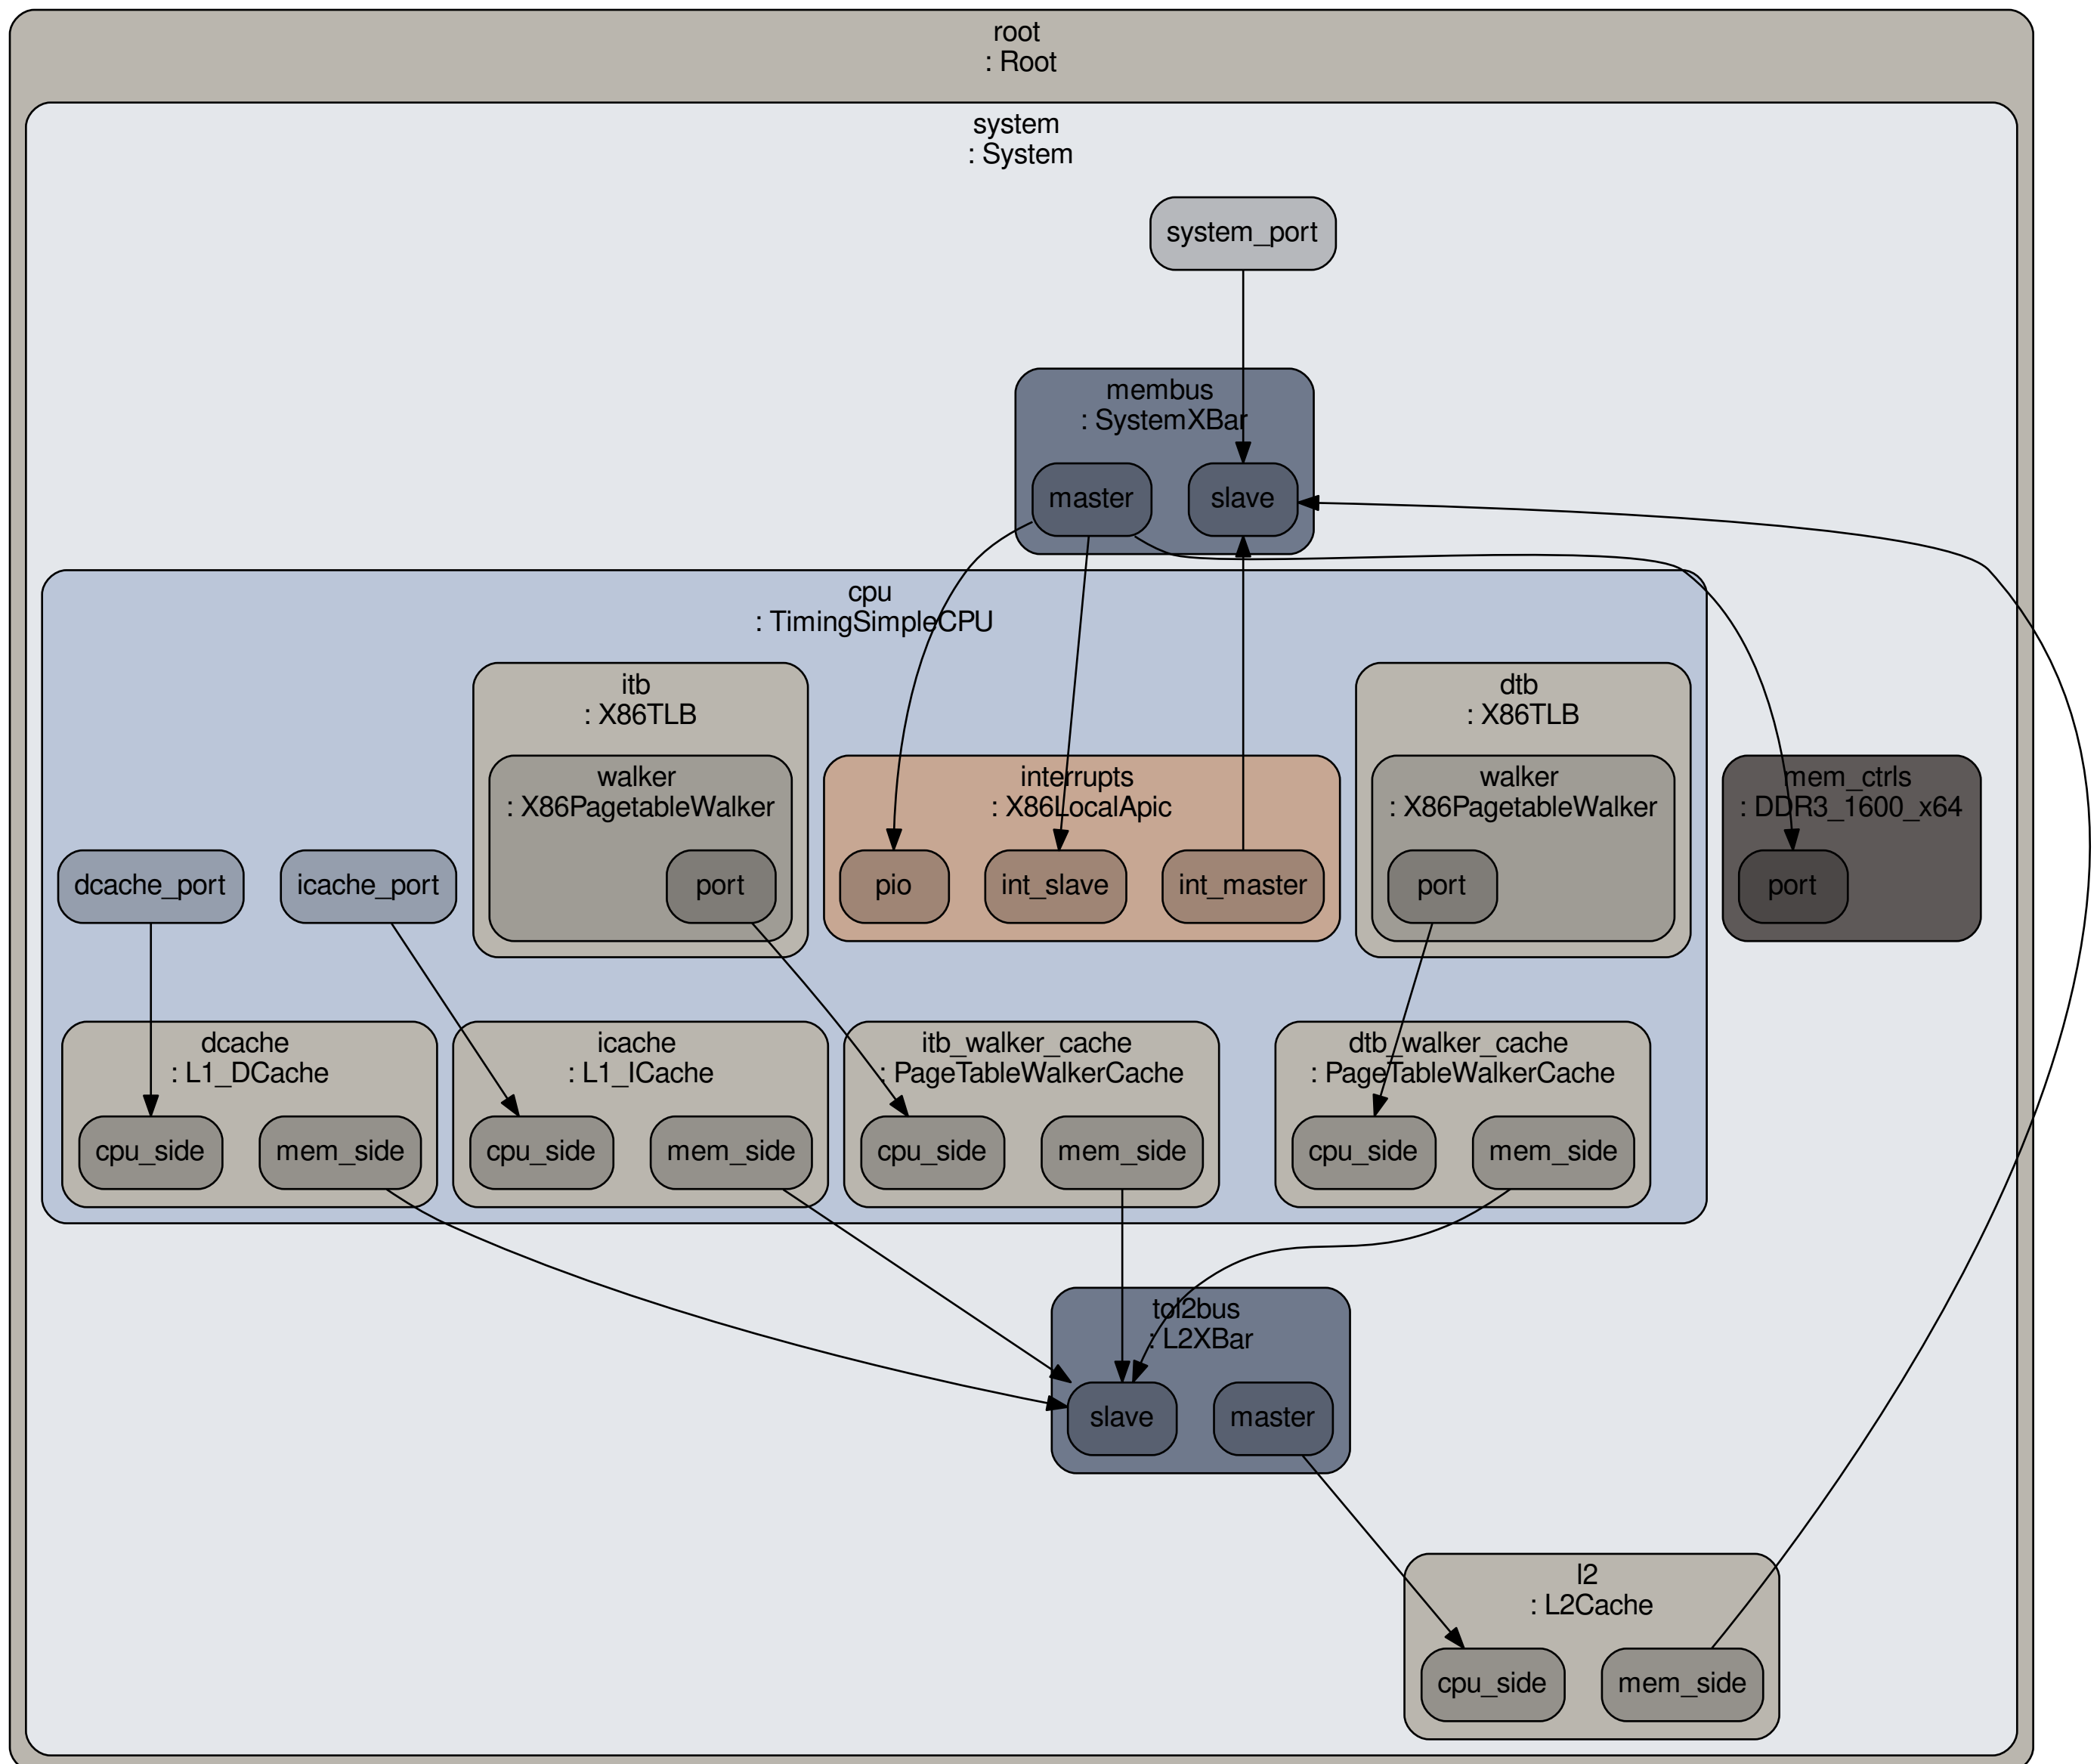 root
: Root
system
: System
system_port
membus
: SystemXBar
master
slave
cpu
: TimingSimpleCPU
itb
: X86TLB
walker
: X86PagetableWalker
port
interrupts
: X86LocalApic
pio
int_slave
int_master
dtb
: X86TLB
walker
: X86PagetableWalker
port
mem_ctrls
: DDR3_1600_x64
port
dcache_port
icache_port
dcache
: L1_DCache
cpu_side
mem_side
icache
: L1_ICache
cpu_side
mem_side
itb_walker_cache
: PageTableWalkerCache
cpu_side
mem_side
dtb_walker_cache
: PageTableWalkerCache
cpu_side
mem_side
tol2bus
: L2XBar
slave
master
l2
: L2Cache
cpu_side
mem_side